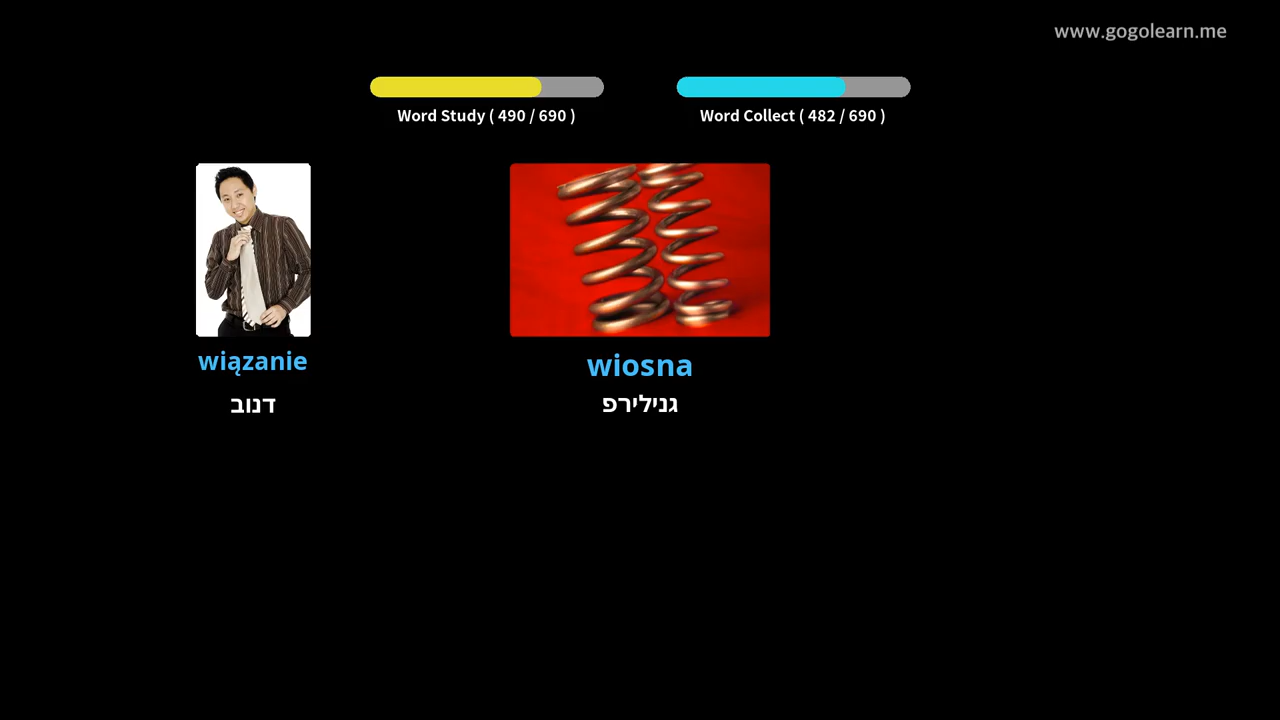 www.gogolearn.me
Word Study ( 490 / 690 )
Word Collect ( 482 / 690 )
wiązanie
דנוב
wiosna
גנילירפ